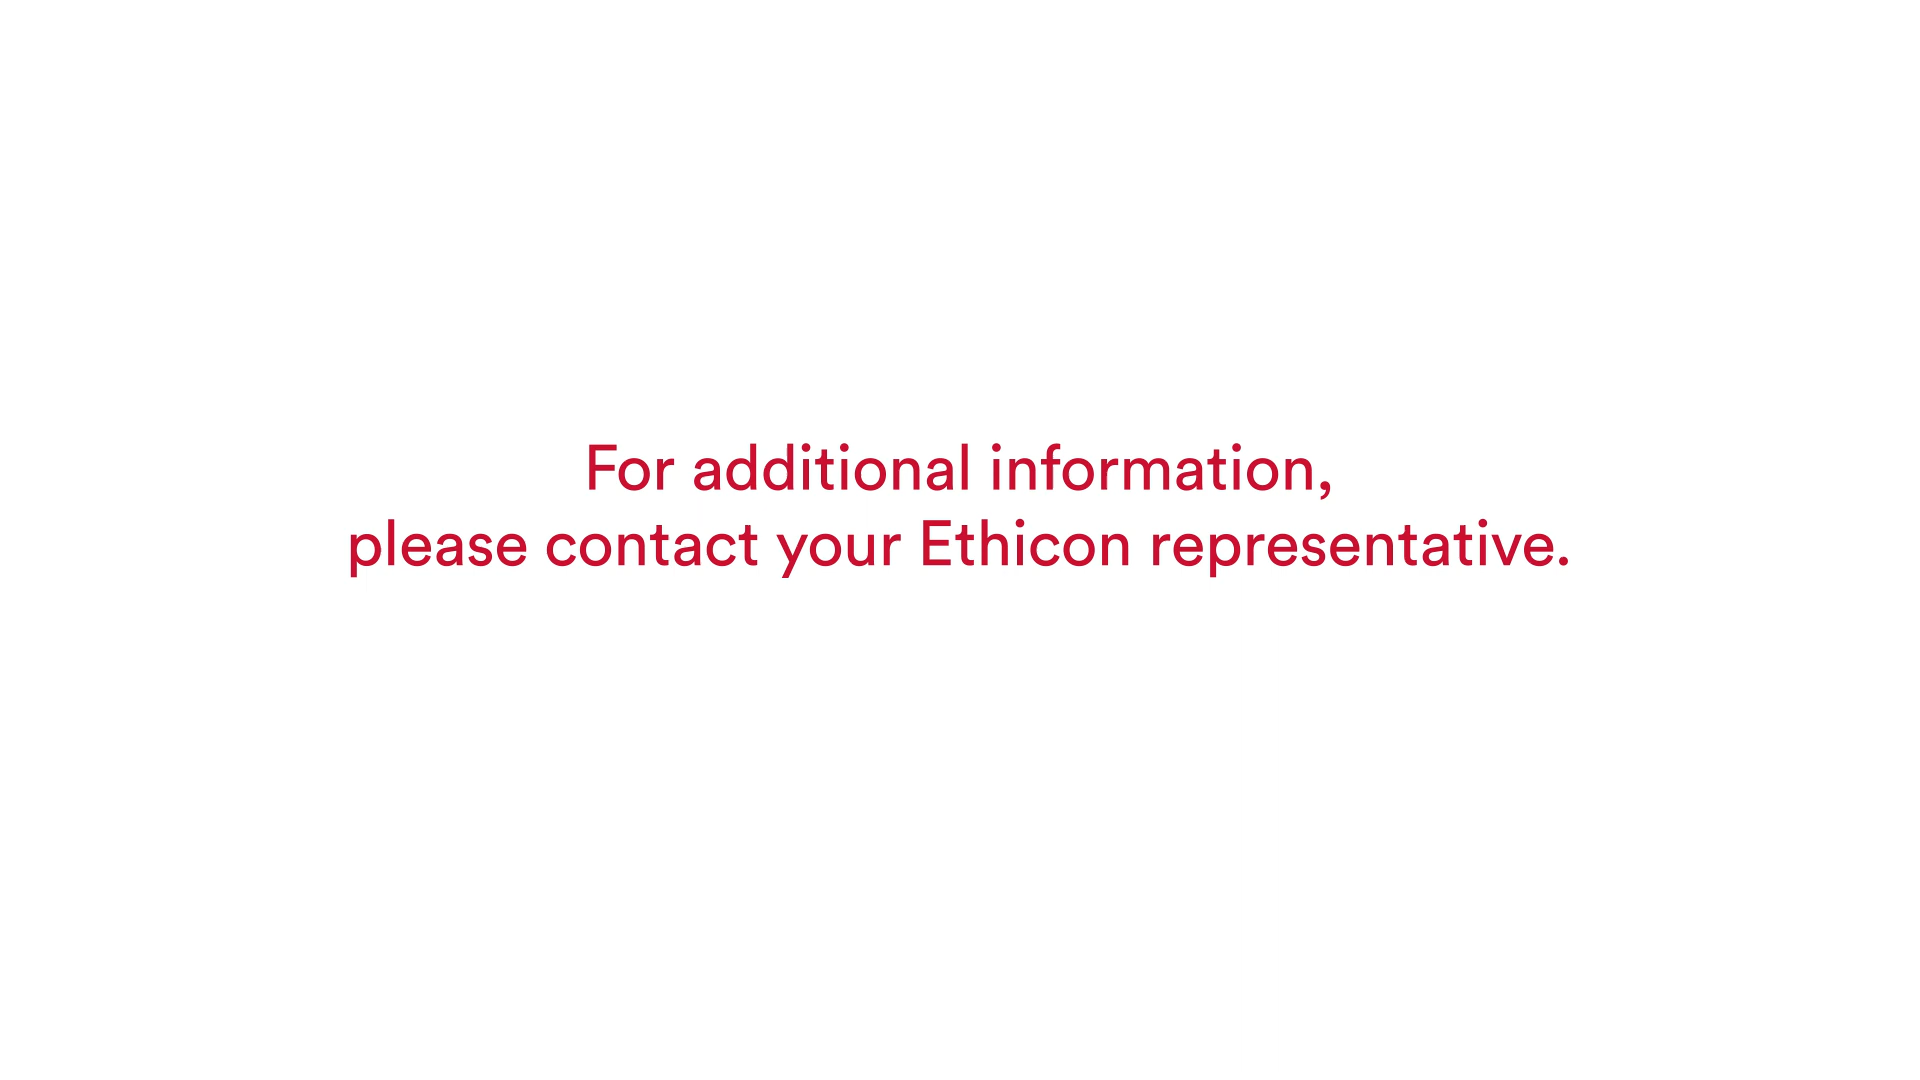 For additional information,
please contact your Ethicon representative.